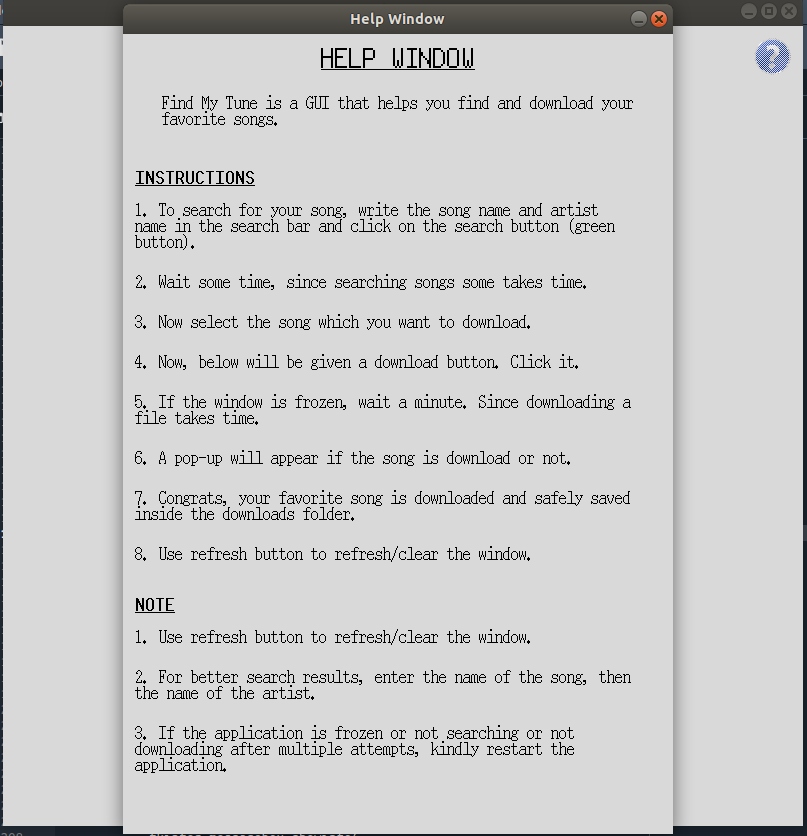 Help Window
HELP WINDOW
Find My Tune is a GUI that helps you find and download your
favorite songs.
INSTRUCTIONS
1. To search for your song, write the song name and artist
name in the search bar and click on the search button (green
button).
2. Wait some time, since searching songs some takes time.
3. Now select the song which you want to download.
4. Now, below will be given a download button. Click it.
5. If the window is frozen, wait a minute. Since downloading a
file takes time.
6. A pop-up will appear if the song is download or not.
7. Congrats, your favorite song is downloaded and safely saved
inside the downloads folder.
8. Use refresh button to refresh/clear the window.
NOTE
1. Use refresh button to refresh/clear the window.
2. For better search results, enter the name of the song, then
the name of the artist.
3. If the application is frozen or not searching or not
downloading after multiple attempts, kindly restart the
application.